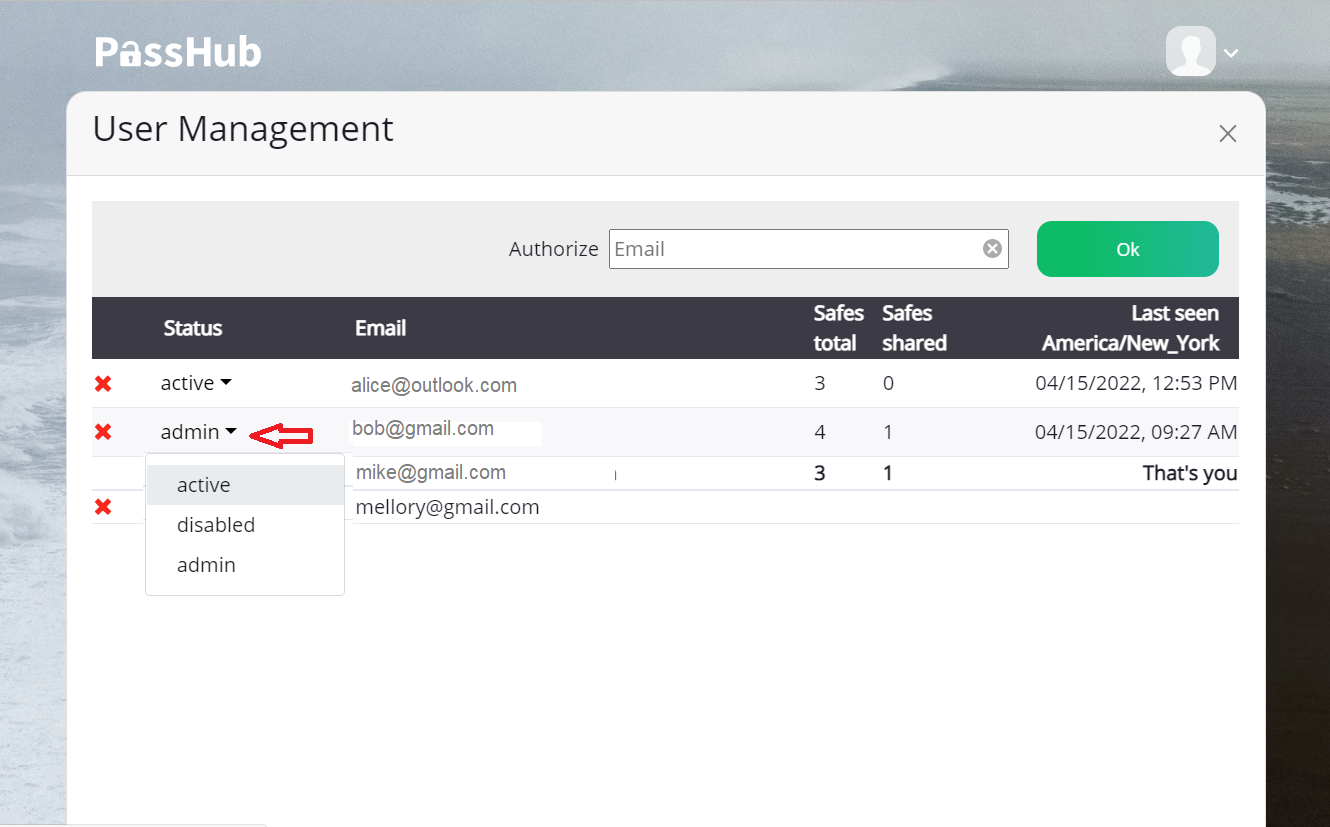 PassHub
User Management
Authorize Email Ok
Status Email Safes total Safes shared Last seen America/New_York
active alice@outlook.com 3 0 04/15/2022, 12:53 PM
admin bob@gmail.com 4 1 04/15/2022, 09:27 AM
mike@gmail.com 3 1 That's you
active
mellory@gmail.com
disabled
admin